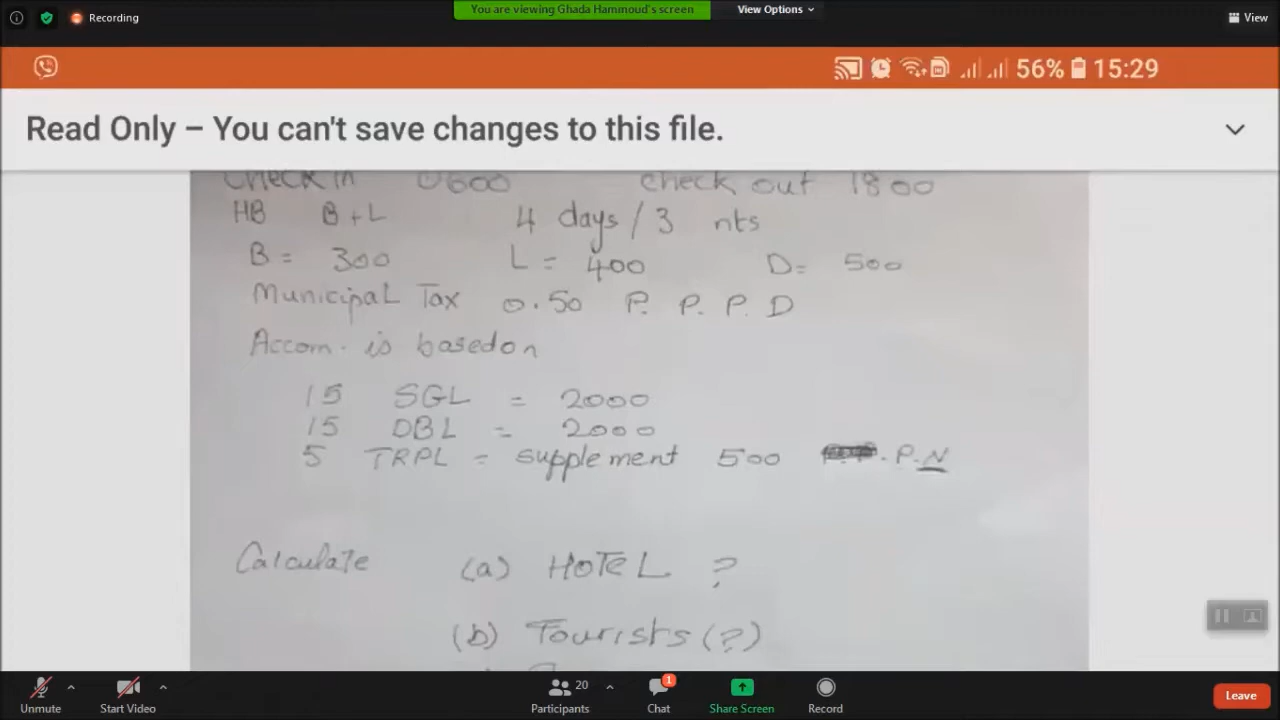 Recording
You are viewing Ghada Hammoud's screen
View Options
View
56% 15:29
Read Only – You can't save changes to this file.
Check in 0600 check out 1800
HB B+L 4 days / 3 nts
B = 300 L = 400 D= 500
Municipal Tax 0.50 P. P. P. D
Accom. is based on
15 SGL = 2000
15 DBL = 2000
5 TRPL = supplement 500 . P. N
Calculate (a) HOTEL ?
(b) Tourists (?)
Unmute
Start Video
20
Participants
1
Chat
Share Screen
Record
Leave